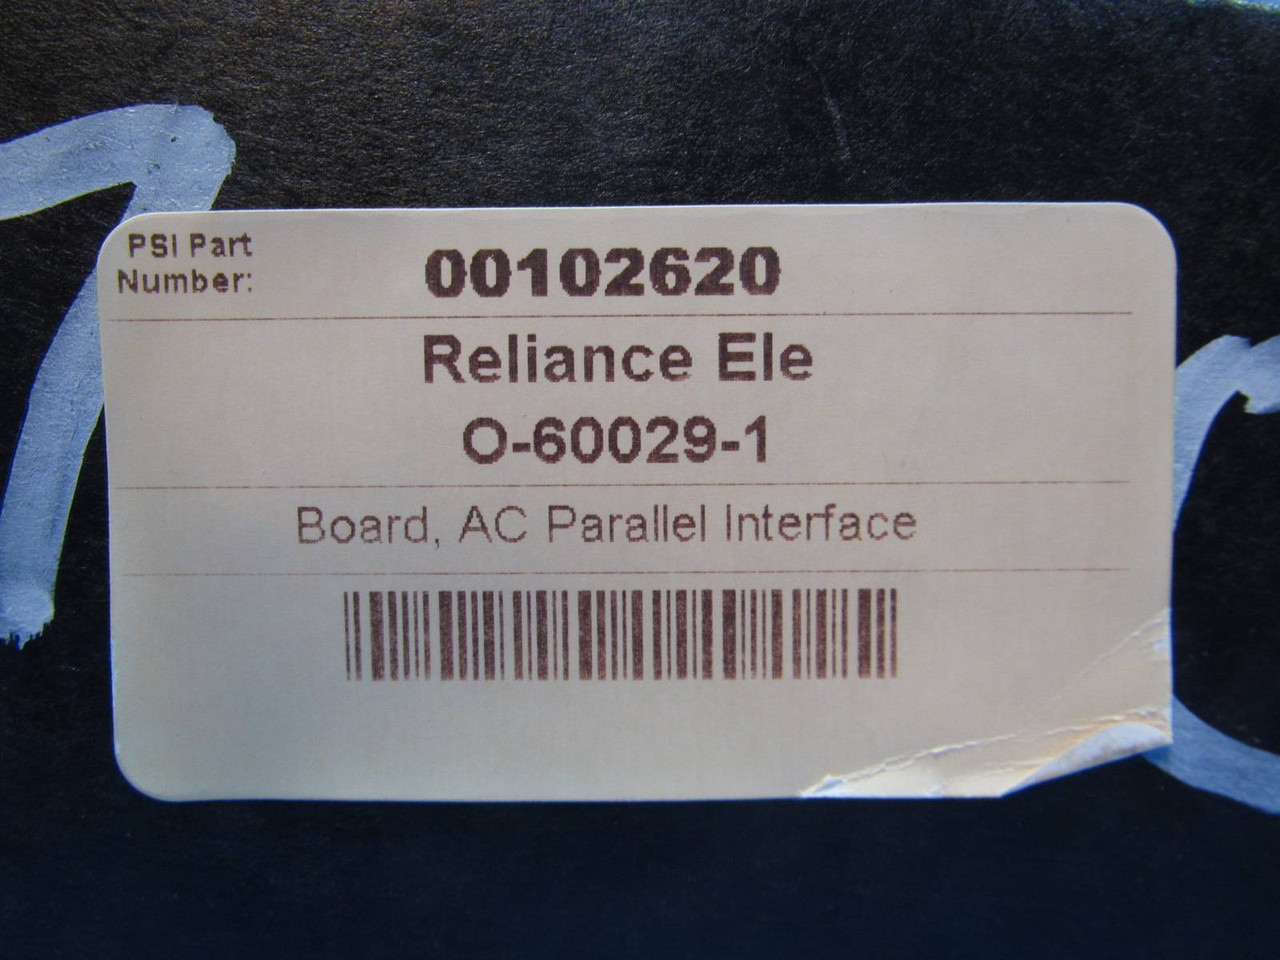 PSI Part
Number:
00102620
Reliance Ele
O-60029-1
Board, AC Parallel Interface